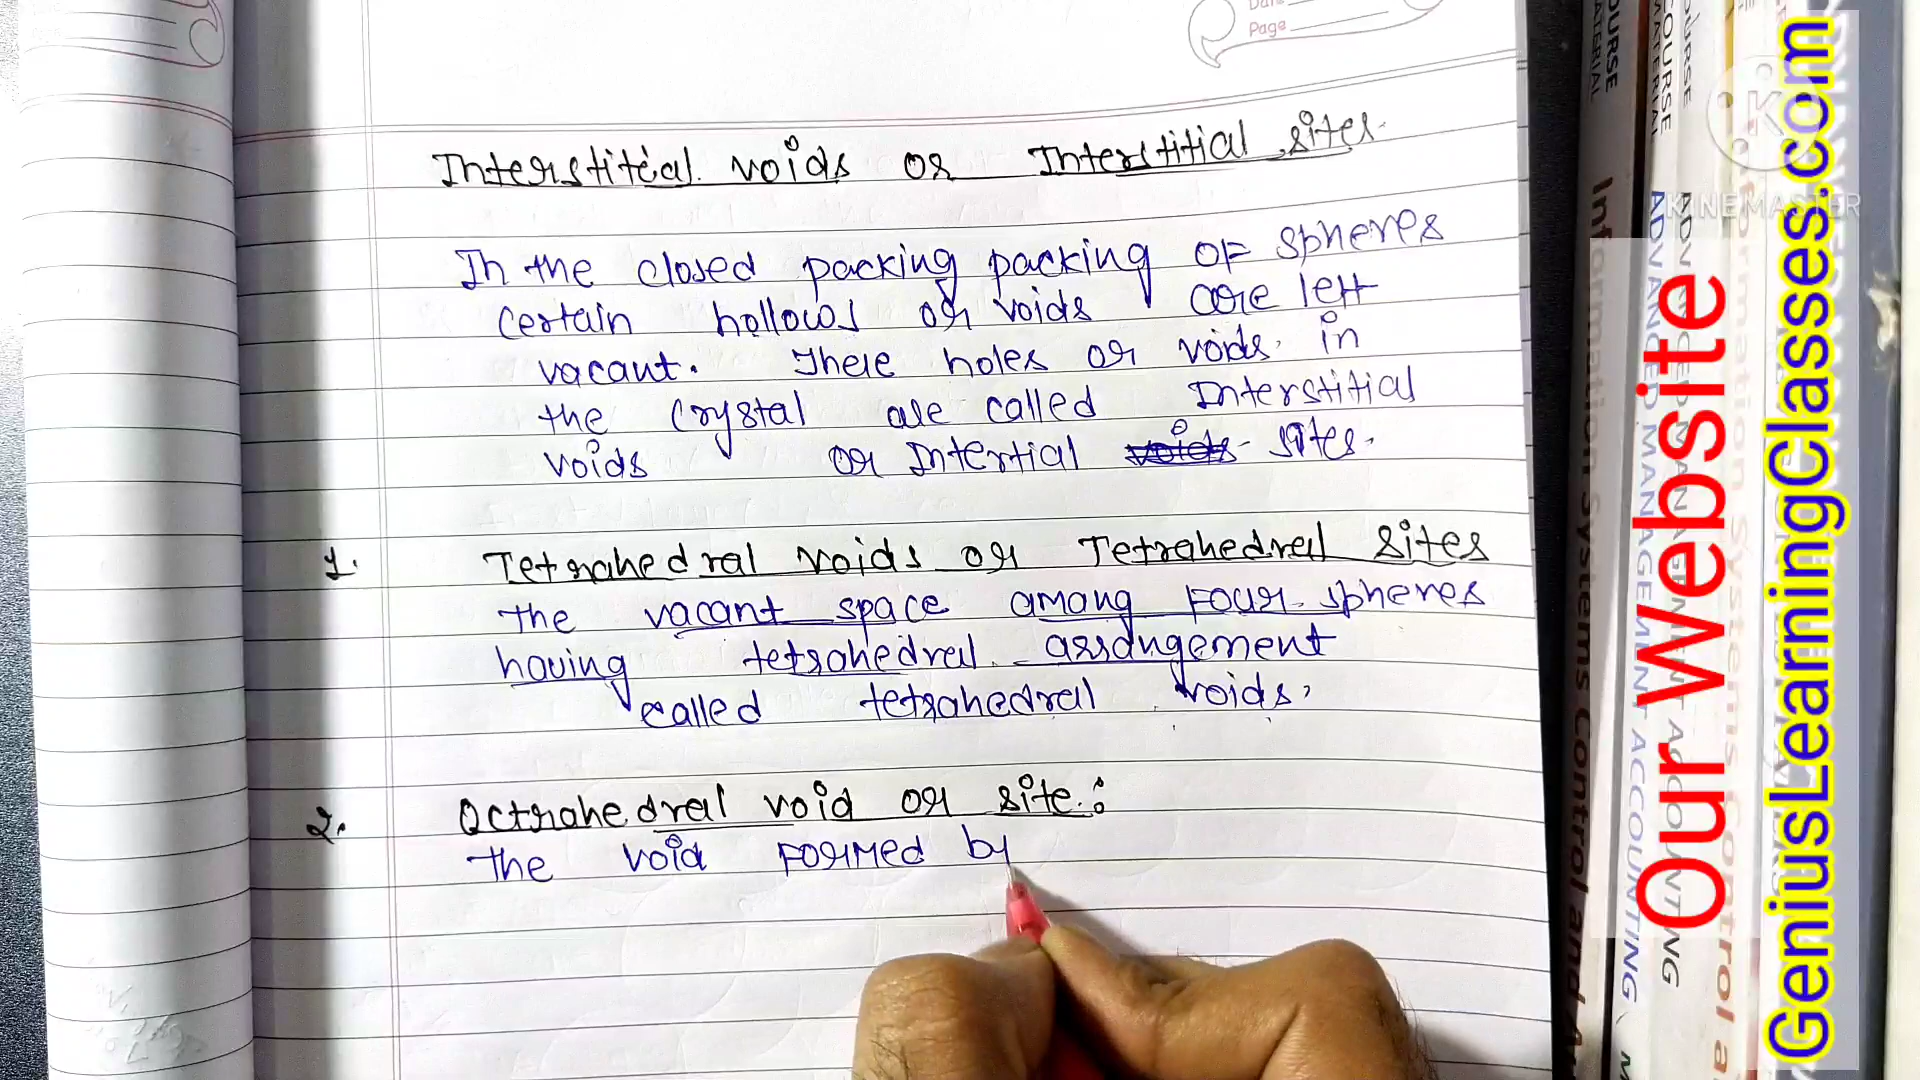 Page
Interstitial voids or Interstitial sites.
In the closed packing packing of spheres
certain hollows or voids are left
vacant. These holes or voids in
the crystal are called Interstitial
voids or Intertial voids sites.
1. Tetrahedral voids or Tetrahedral sites
the vacant space amang Four spheres
having tetrahedral arrangement
called tetrahedral voids.
2. Octrahedral void or site:
the void Formed by
KINEMASTER
Our Website
GeniusLearningClasses.com
COURSE
MATERIAL
Information Systems Control and
ADVANCED MANAGEMENT ACCOUNTING